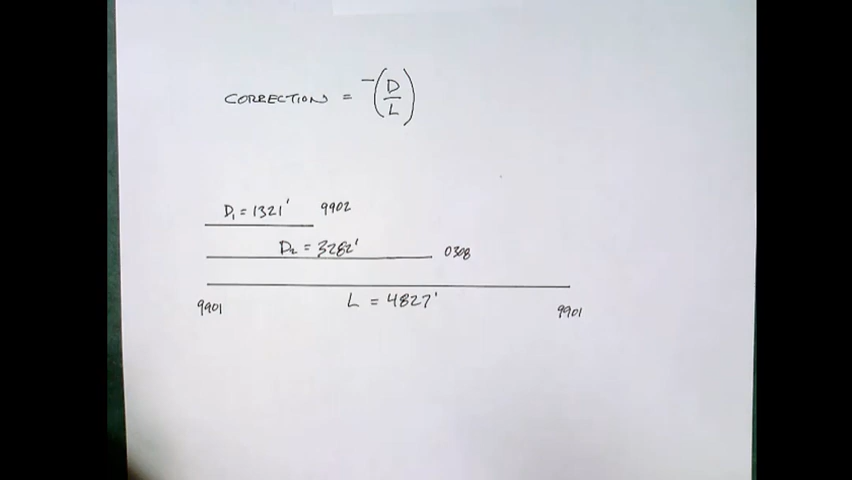 CORRECTION = -(D/L)
D₁ = 1321' 9902
D₂ = 3282' 0308
9901 L = 4827' 9901